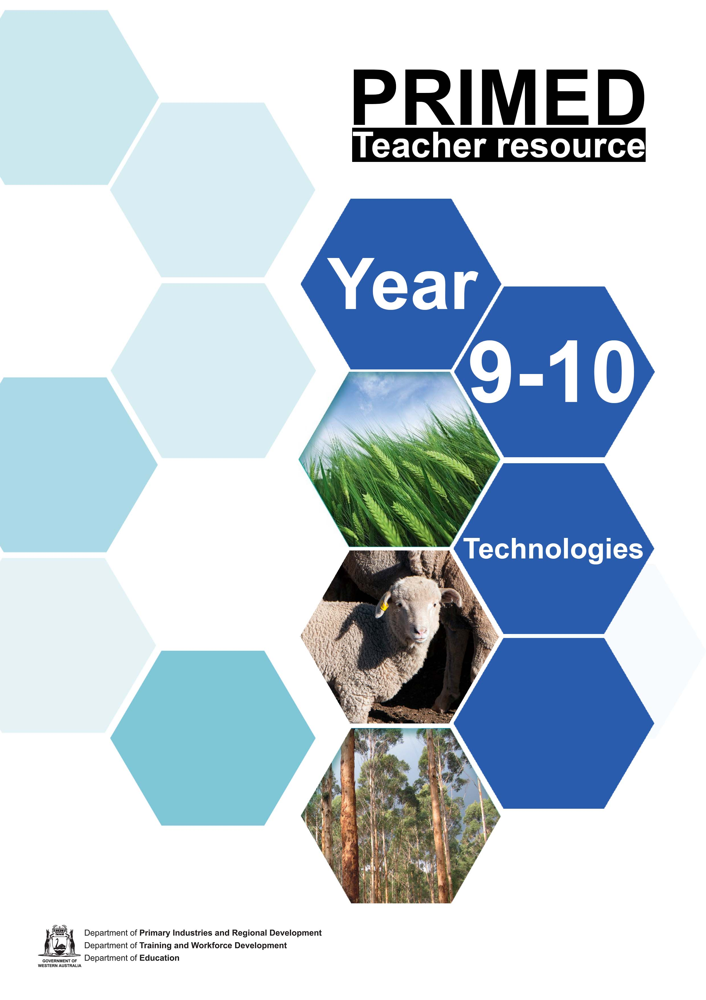 PRIMED
Teacher resource
Year
9-10
Technologies
Department of Primary Industries and Regional Development
Department of Training and Workforce Development
Department of Education
GOVERNMENT OF
WESTERN AUSTRALIA